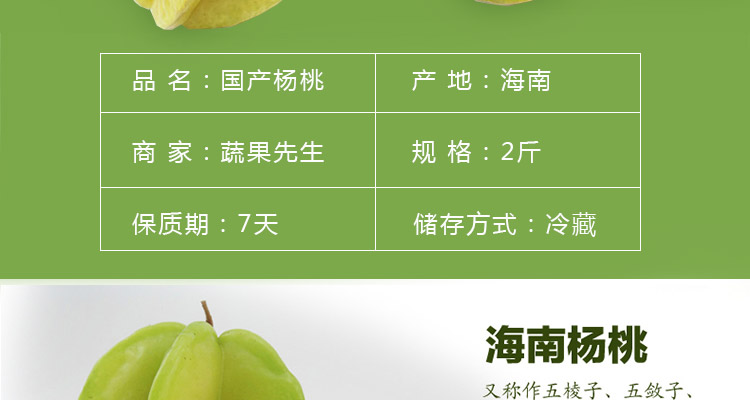 品 名：国产杨桃
产 地：海南
商 家：蔬果先生
规 格：2斤
保质期：7天
储存方式：冷藏
海南杨桃
又称作五棱子、五敛子、